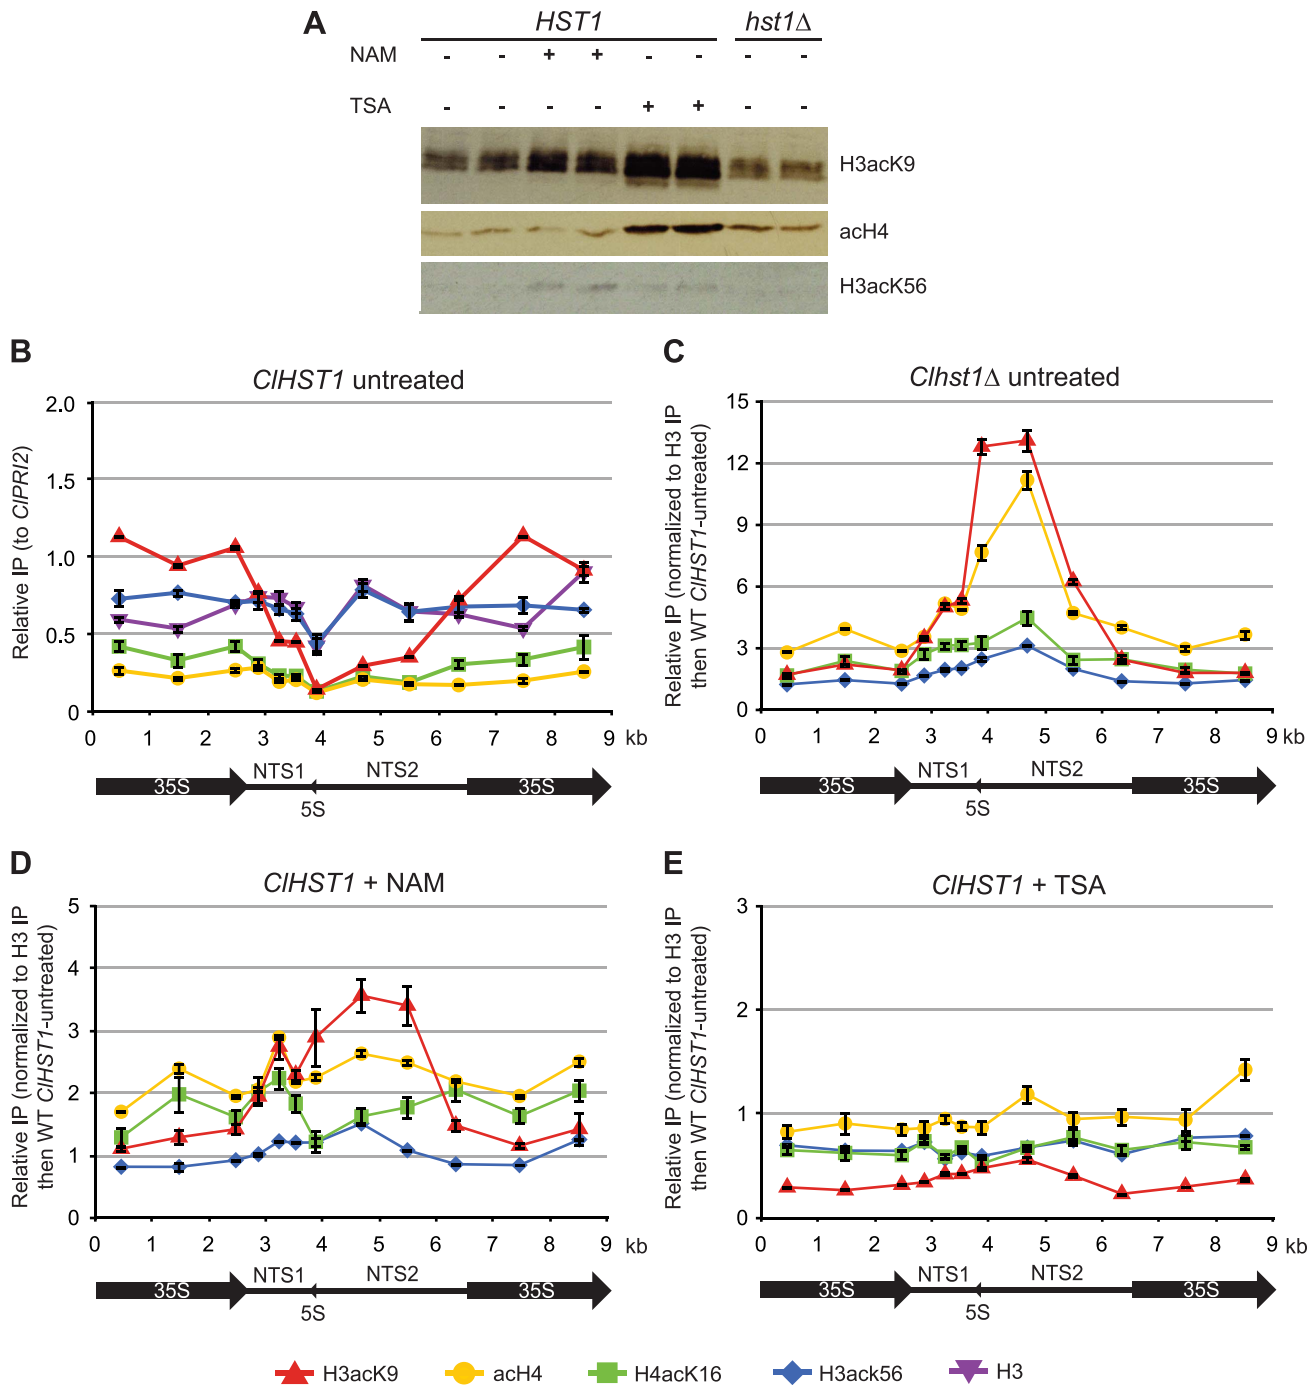 A
HST1 hst1Δ
NAM - - + + - - - -
TSA - - - - + + - -
H3acK9
acH4
H3acK56
B
ClHST1 untreated
Relative IP (to ClPRI2)
2.0
1.5
1.0
0.5
0
0 1 2 3 4 5 6 7 8 9 kb
35S NTS1 5S NTS2 35S
C
Clhst1Δ untreated
Relative IP (normalized to H3 IP
then WT ClHST1-untreated)
15
12
9
6
3
0
0 1 2 3 4 5 6 7 8 9 kb
35S NTS1 5S NTS2 35S
D
ClHST1 + NAM
Relative IP (normalized to H3 IP
then WT ClHST1-untreated)
5
4
3
2
1
0
0 1 2 3 4 5 6 7 8 9 kb
35S NTS1 5S NTS2 35S
E
ClHST1 + TSA
Relative IP (normalized to H3 IP
then WT ClHST1-untreated)
3
2
1
0
0 1 2 3 4 5 6 7 8 9 kb
35S NTS1 5S NTS2 35S
H3acK9 acH4 H4acK16 H3ack56 H3